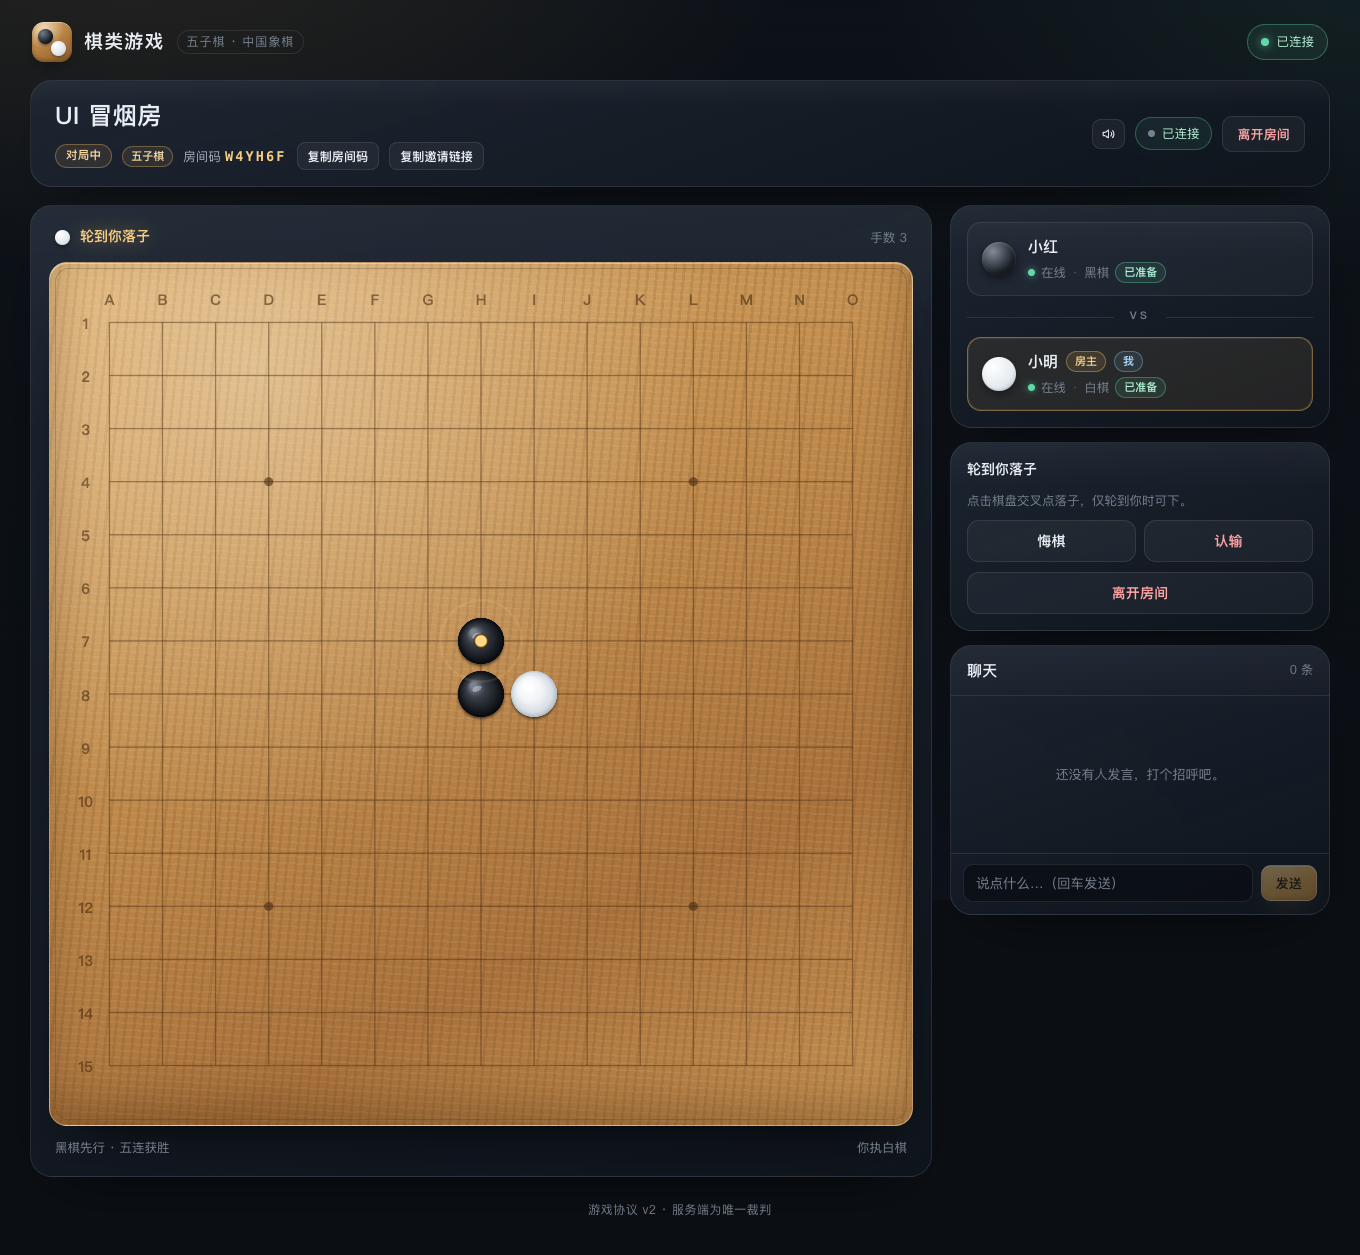 棋类游戏
五子棋 · 中国象棋
已连接
UI 冒烟房
对局中
五子棋
房间码 W4YH6F
复制房间码
复制邀请链接
已连接
离开房间
轮到你落子
手数 3
A B C D E F G H I J K L M N O
1
2
3
4
5
6
7
8
9
10
11
12
13
14
15
黑棋先行 · 五连获胜
你执白棋
小红
在线 · 黑棋 已准备
VS
小明 房主 我
在线 · 白棋 已准备
轮到你落子
点击棋盘交叉点落子，仅轮到你时可下。
悔棋
认输
离开房间
聊天
0 条
还没有人发言，打个招呼吧。
说点什么…（回车发送）
发送
游戏协议 v2 · 服务端为唯一裁判